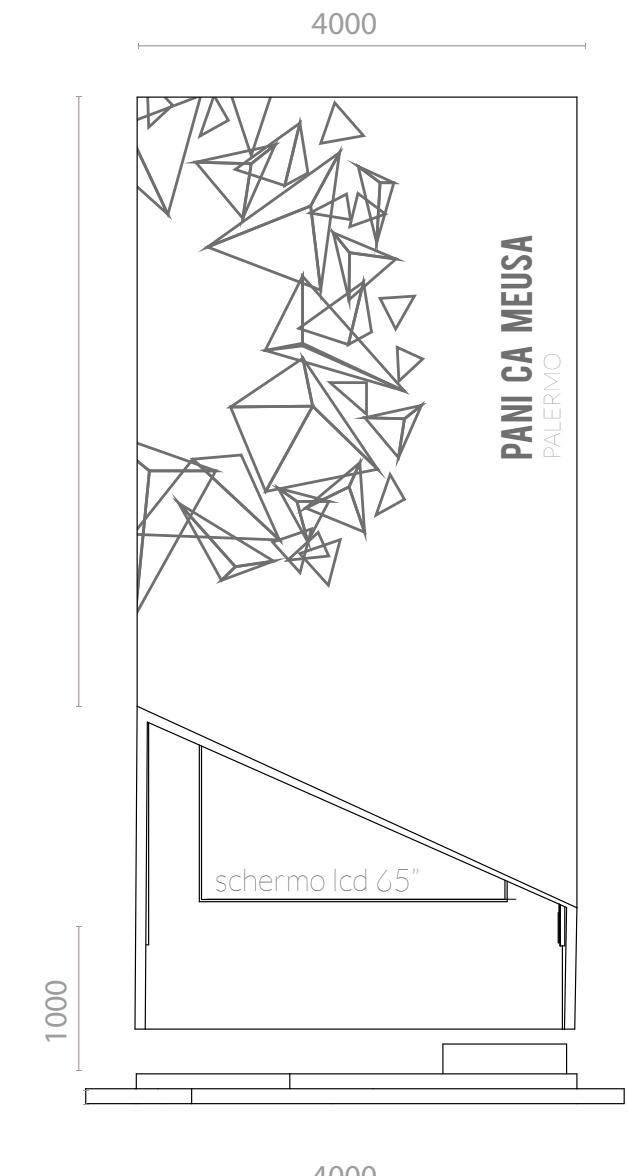 4000
PANI CA MEUSA
PALERMO
schermo lcd 65”
1000
4000